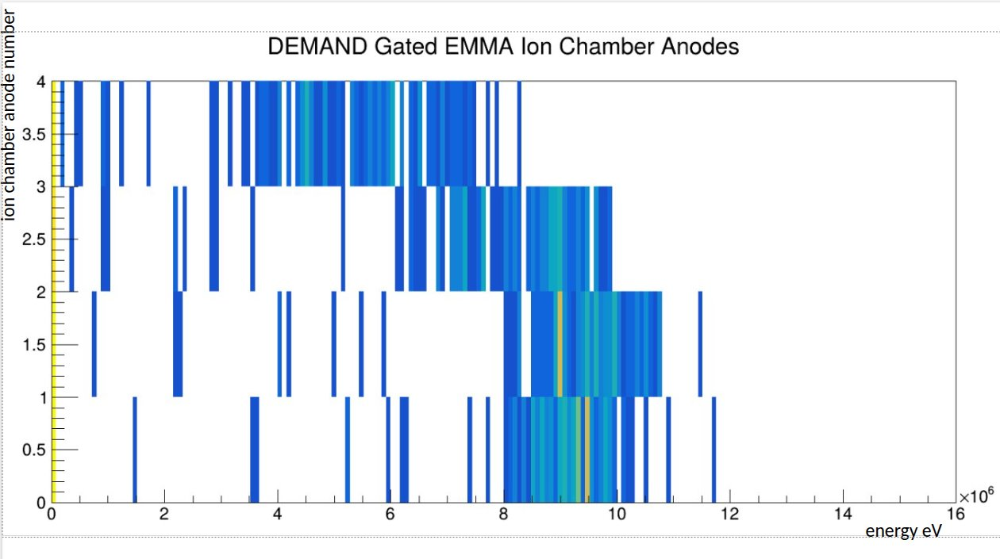 DEMAND Gated EMMA Ion Chamber Anodes
ion chamber anode number
4
3.5
3
2.5
2
1.5
1
0.5
0
0 2 4 6 8 10 12 14 16
×10⁶
energy eV